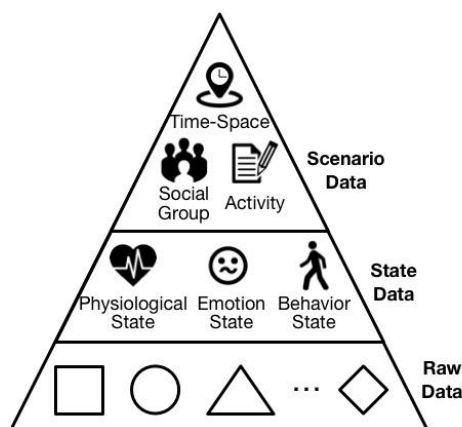 Time-Space
Social
Group
Activity
Scenario
Data
Physiological
State
Emotion
State
Behavior
State
State
Data
...
Raw
Data